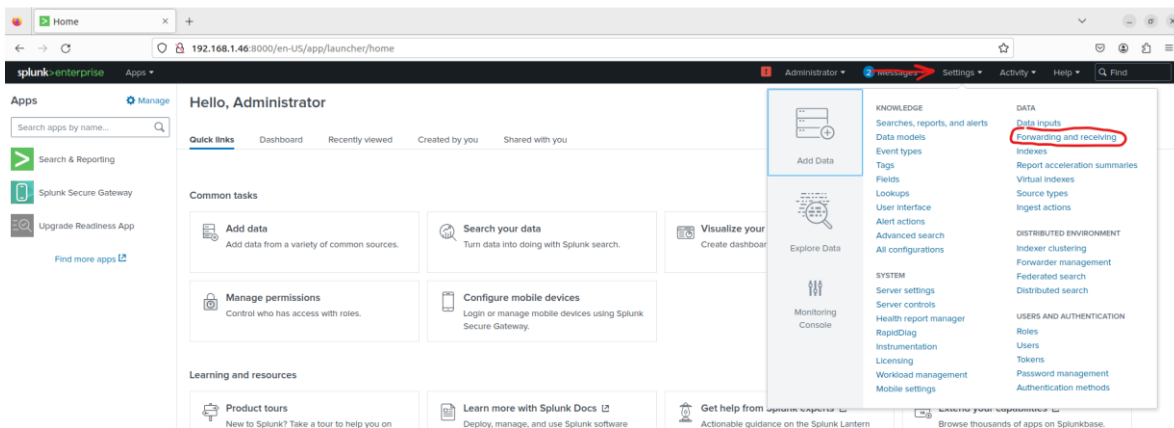 Home
192.168.1.46:8000/en-US/app/launcher/home
splunk>enterprise Apps
Administrator 2 Messages Settings Activity Help Find
Apps Manage
Search apps by name...
Search & Reporting
Splunk Secure Gateway
Upgrade Readiness App
Find more apps
Hello, Administrator
Quick links Dashboard Recently viewed Created by you Shared with you
Common tasks
Add data
Add data from a variety of common sources.
Search your data
Turn data into doing with Splunk search.
Visualize your
Create dashboar
Manage permissions
Control who has access with roles.
Configure mobile devices
Login or manage mobile devices using Splunk
Secure Gateway.
Learning and resources
Product tours
New to Splunk? Take a tour to help you on
Learn more with Splunk Docs
Deploy, manage, and use Splunk software
Get help from Splunk experts
Actionable guidance on the Splunk Lantern
Extend your capabilities
Browse thousands of apps on Splunkbase.
Add Data
Explore Data
Monitoring
Console
KNOWLEDGE
Searches, reports, and alerts
Data models
Event types
Tags
Fields
Lookups
User interface
Alert actions
Advanced search
All configurations
SYSTEM
Server settings
Server controls
Health report manager
RapidDiag
Instrumentation
Licensing
Workload management
Mobile settings
DATA
Data inputs
Forwarding and receiving
Indexes
Report acceleration summaries
Virtual indexes
Source types
Ingest actions
DISTRIBUTED ENVIRONMENT
Indexer clustering
Forwarder management
Federated search
Distributed search
USERS AND AUTHENTICATION
Roles
Users
Tokens
Password management
Authentication methods